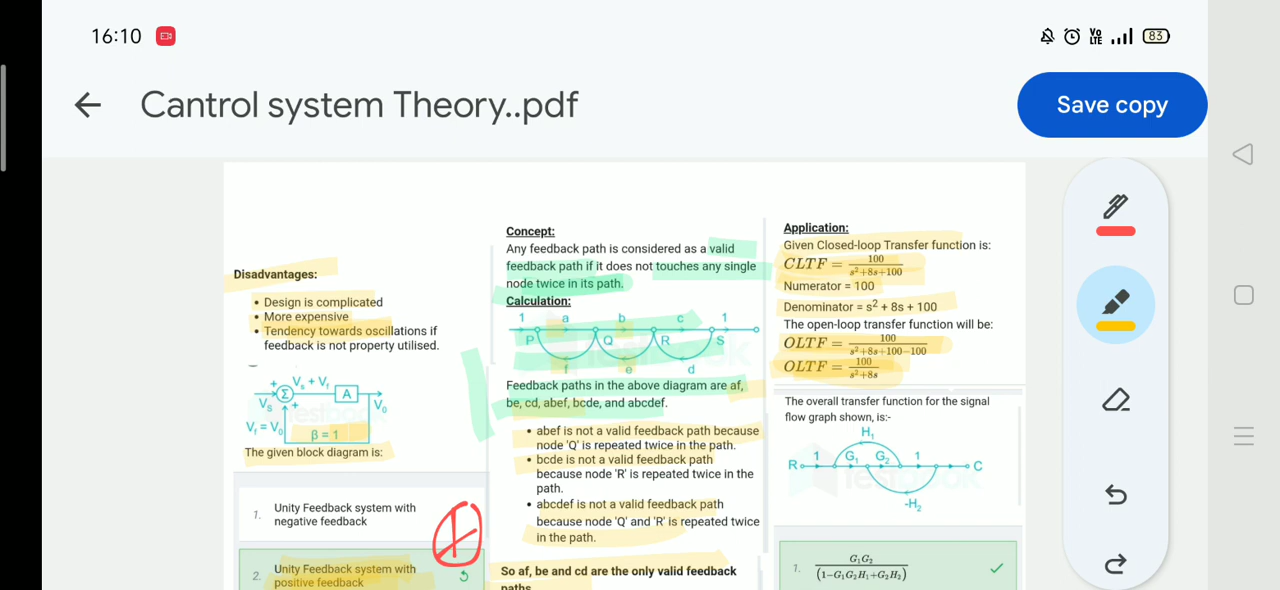 16:10
Vo LTE
83
Cantrol system Theory..pdf
Save copy
Disadvantages:
• Design is complicated
• More expensive
• Tendency towards oscillations if
feedback is not property utilised.
+ Vs + Vf
Σ A
Vs + V0
Vf = V0
β = 1
The given block diagram is:
1. Unity Feedback system with
negative feedback
2. Unity Feedback system with
positive feedback
Concept:
Any feedback path is considered as a valid
feedback path if it does not touches any single
node twice in its path.
Calculation:
1 a b c 1
P Q R S
f e d
Feedback paths in the above diagram are af,
be, cd, abef, bcde, and abcdef.
• abef is not a valid feedback path because
node 'Q' is repeated twice in the path.
• bcde is not a valid feedback path
because node 'R' is repeated twice in the
path.
• abcdef is not a valid feedback path
because node 'Q' and 'R' is repeated twice
in the path.
So af, be and cd are the only valid feedback
paths
Application:
Given Closed-loop Transfer function is:
CLTF = 100 / s²+8s+100
Numerator = 100
Denominator = s² + 8s + 100
The open-loop transfer function will be:
OLTF = 100 / s²+8s+100−100
OLTF = 100 / s²+8s
The overall transfer function for the signal
flow graph shown, is:-
H1
R 1 G1 G2 1 C
-H2
1. G1G2 / (1−G1G2H1+G2H2)